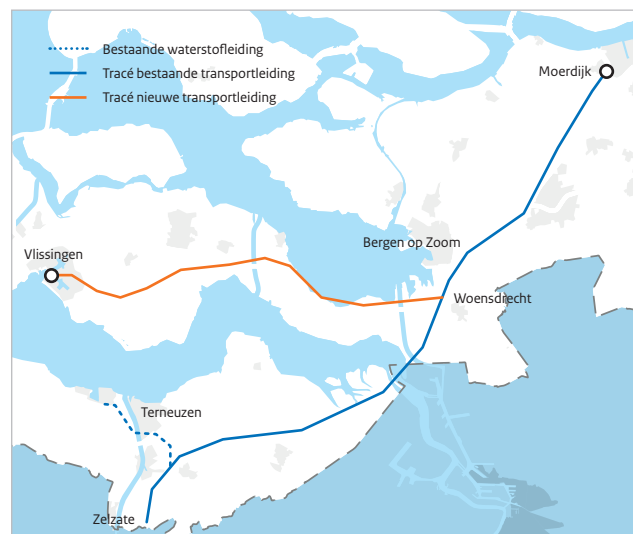 Bestaande waterstofleiding
Tracé bestaande transportleiding
Tracé nieuwe transportleiding
Moerdijk
Bergen op Zoom
Vlissingen
Woensdrecht
Terneuzen
Zelzate